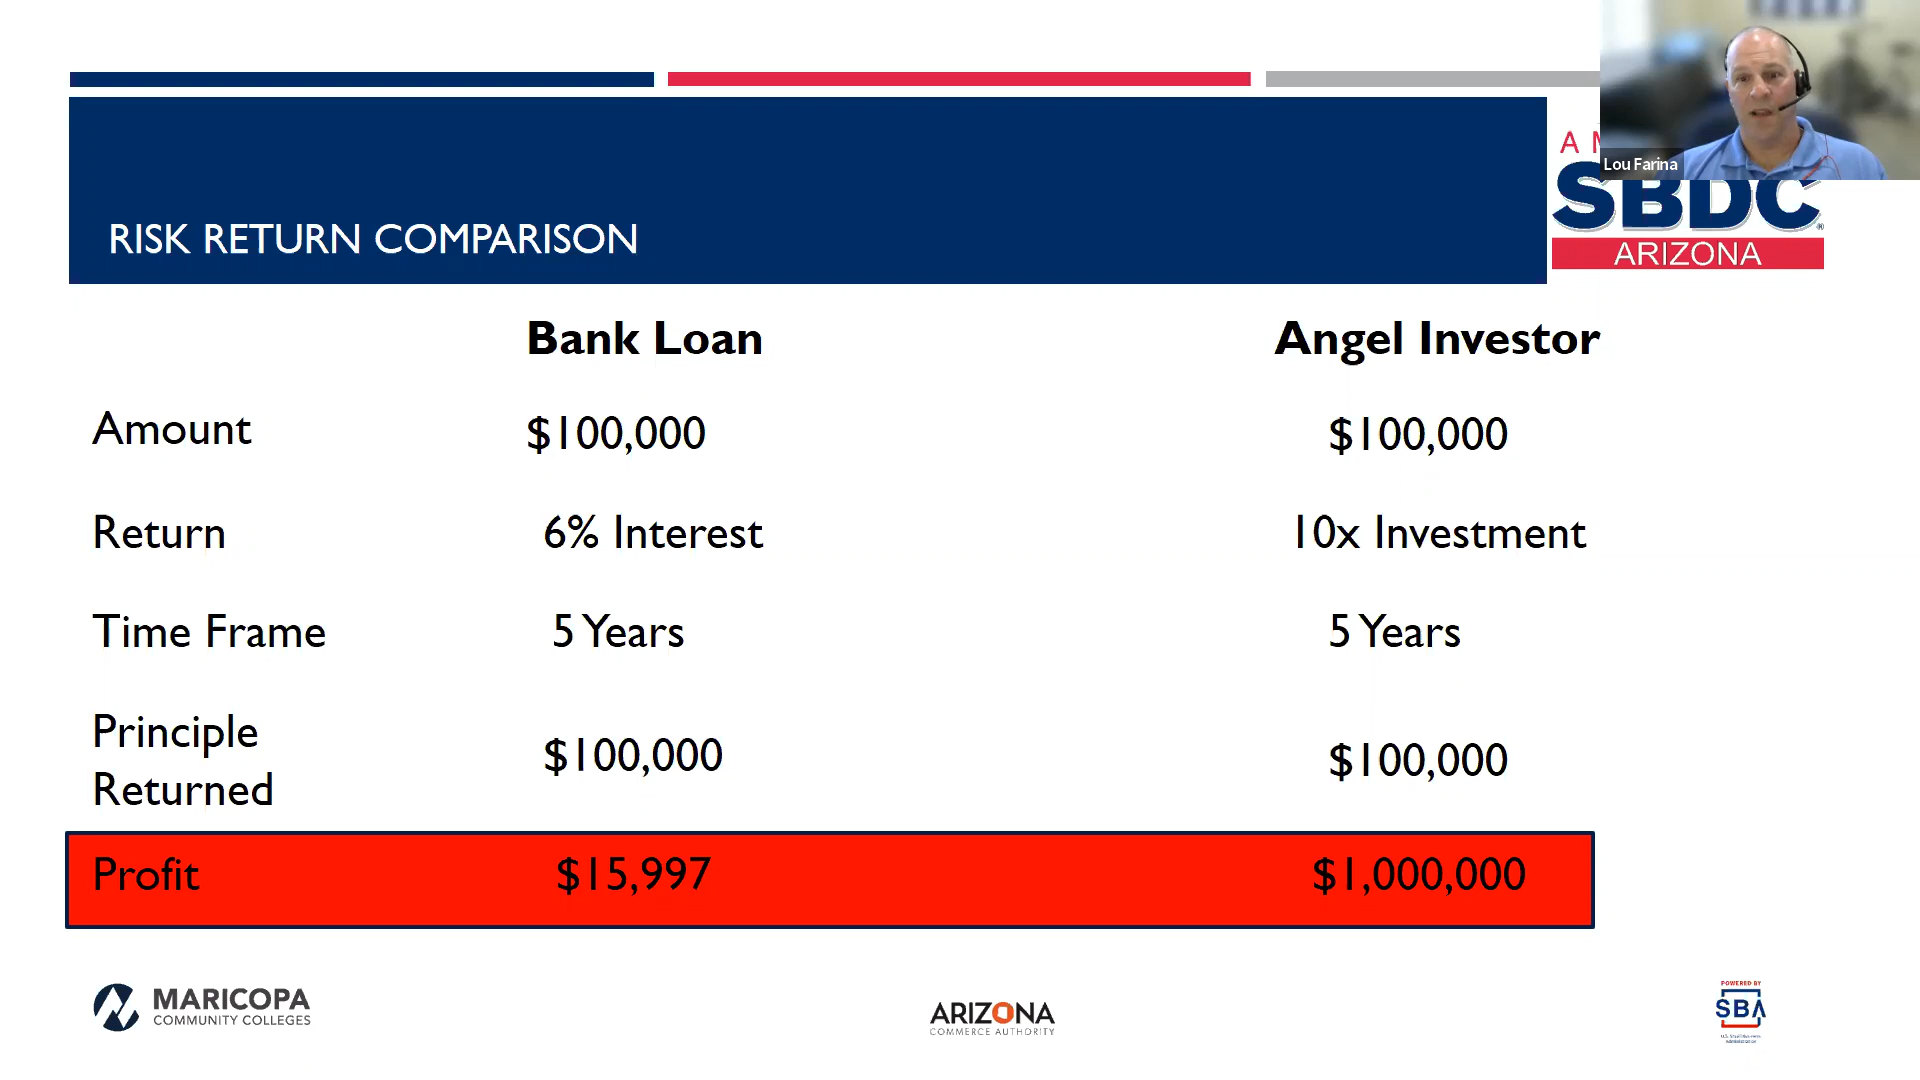 Lou Farina
SBDC®
ARIZONA
RISK RETURN COMPARISON
Bank Loan Angel Investor
Amount $100,000 $100,000
Return 6% Interest 10x Investment
Time Frame 5 Years 5 Years
Principle
Returned $100,000 $100,000
Profit $15,997 $1,000,000
MARICOPA
COMMUNITY COLLEGES
ARIZONA
COMMERCE AUTHORITY
POWERED BY
SBA